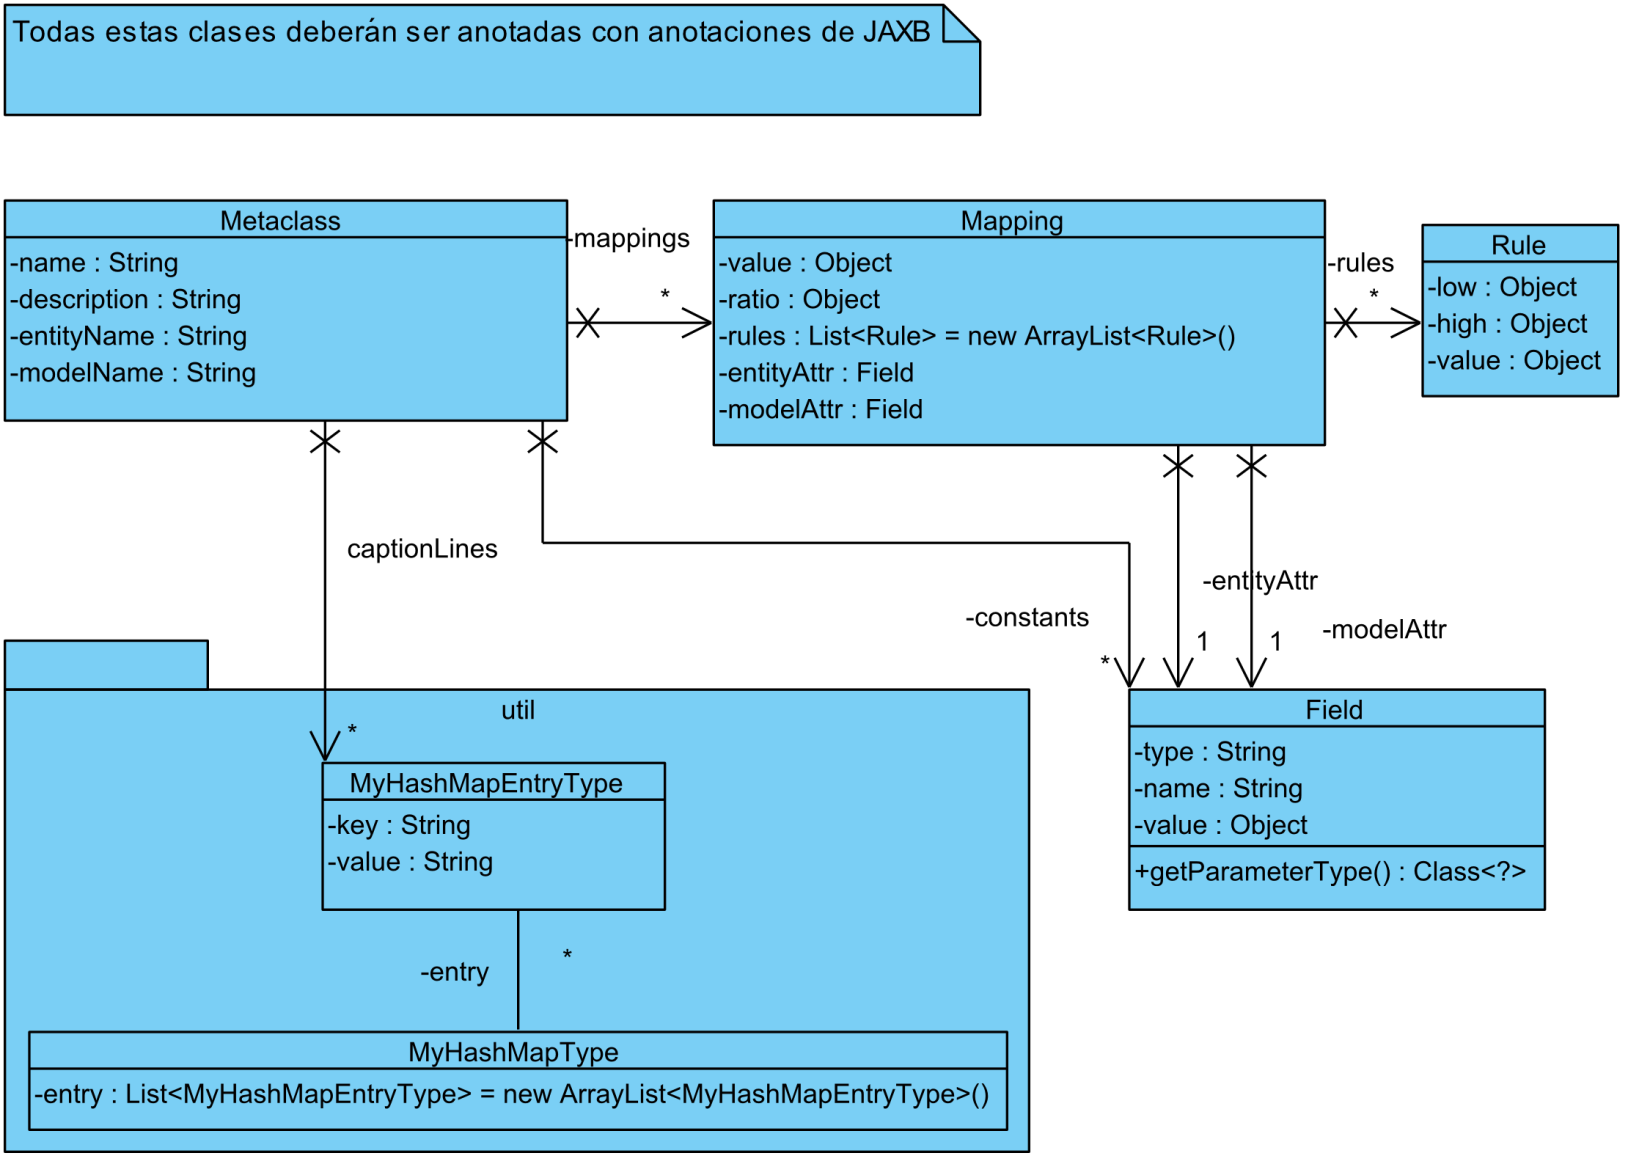 Todas estas clases deberán ser anotadas con anotaciones de JAXB
Metaclass
-name : String
-description : String
-entityName : String
-modelName : String
-mappings
*
Mapping
-value : Object
-ratio : Object
-rules : List<Rule> = new ArrayList<Rule>()
-entityAttr : Field
-modelAttr : Field
-rules
*
Rule
-low : Object
-high : Object
-value : Object
captionLines
*
-constants
*
-entityAttr
1
-modelAttr
1
util
MyHashMapEntryType
-key : String
-value : String
-entry
*
MyHashMapType
-entry : List<MyHashMapEntryType> = new ArrayList<MyHashMapEntryType>()
Field
-type : String
-name : String
-value : Object
+getParameterType() : Class<?>